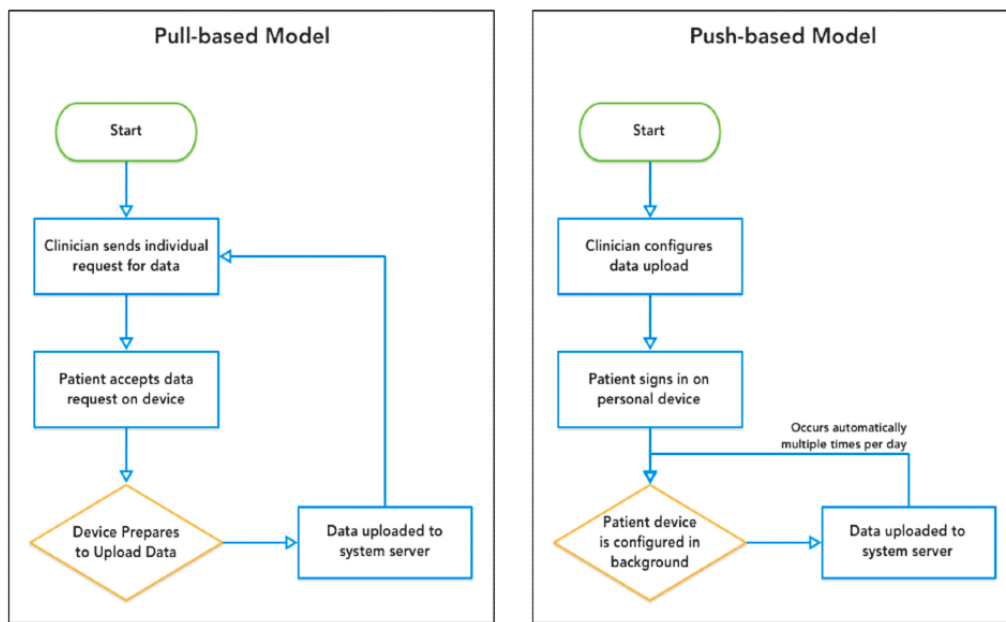 Pull-based Model
Start
Clinician sends individual
request for data
Patient accepts data
request on device
Device Prepares
to Upload Data
Data uploaded to
system server
Push-based Model
Start
Clinician configures
data upload
Patient signs in on
personal device
Occurs automatically
multiple times per day
Patient device
is configured in
background
Data uploaded to
system server